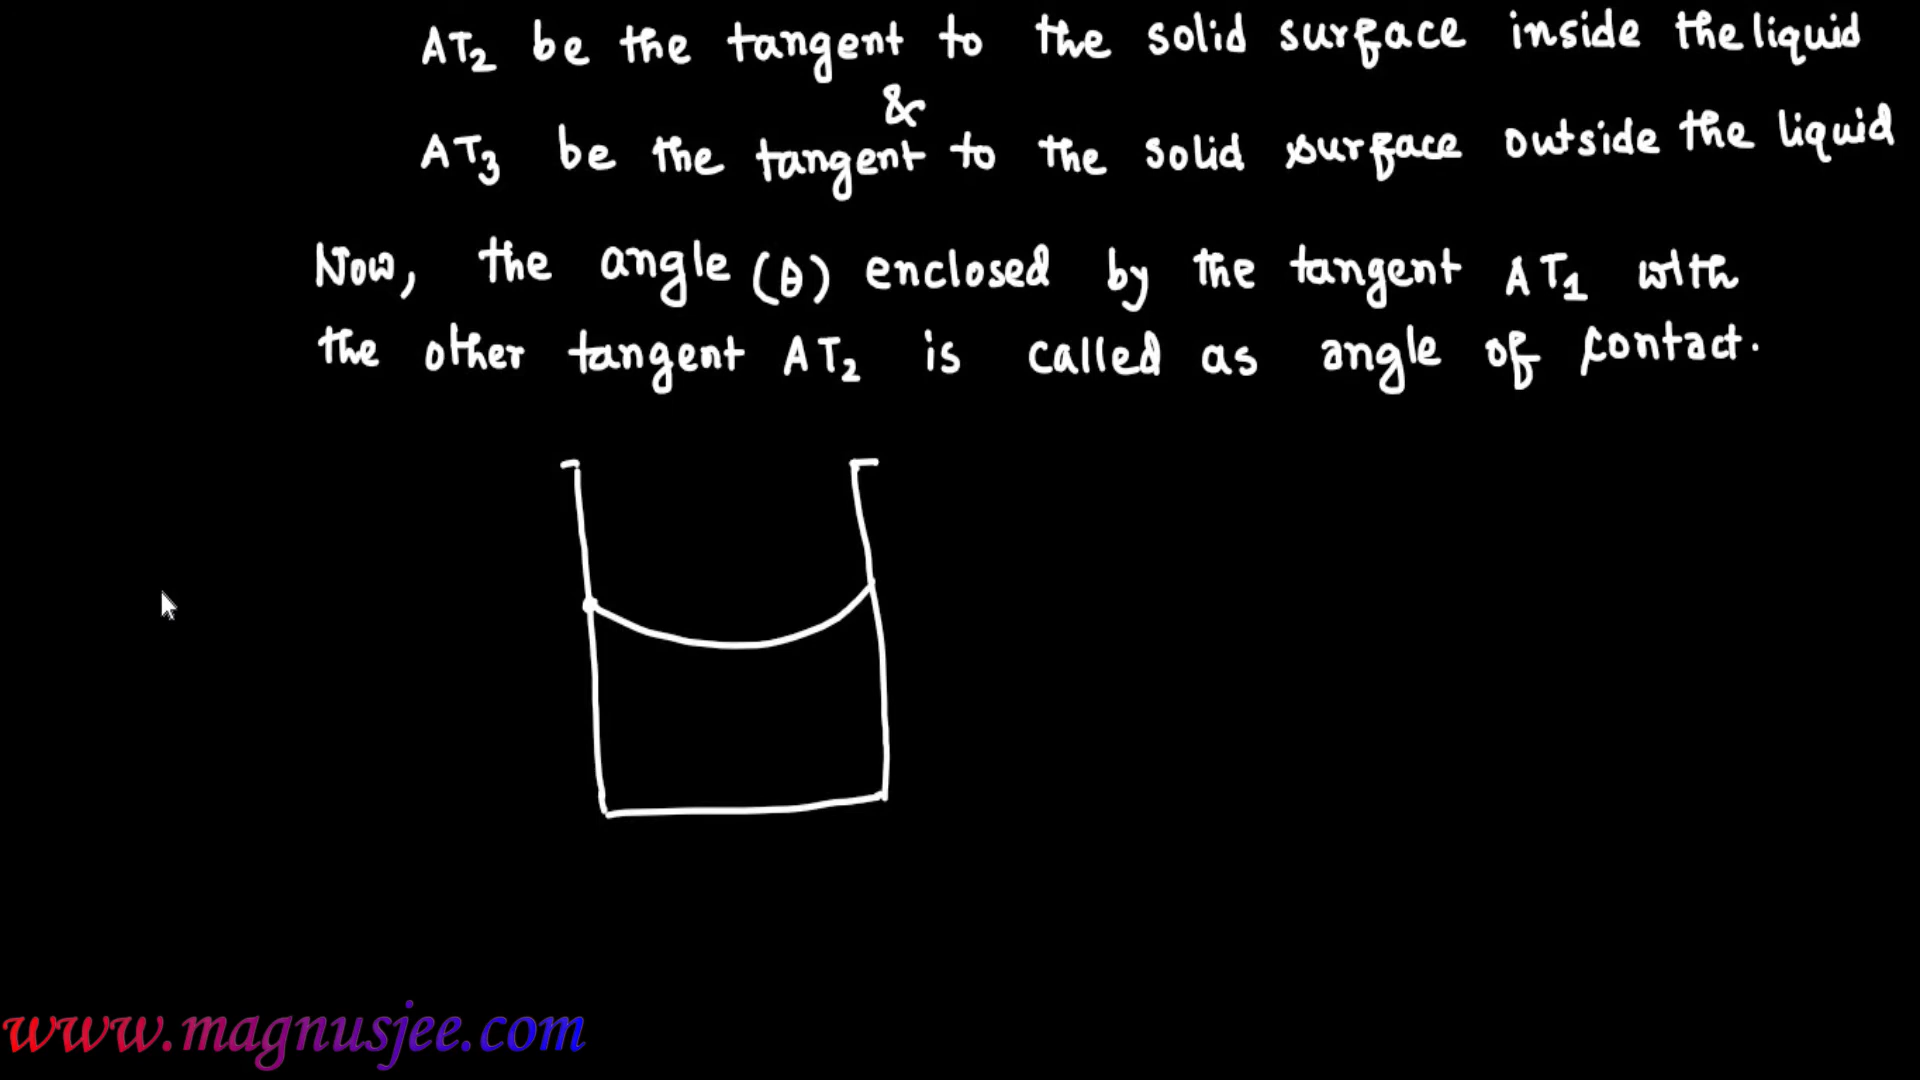 AT2 be the tangent to the solid surface inside the liquid
&
AT3 be the tangent to the solid surface outside the liquid
Now, the angle (θ) enclosed by the tangent AT1 with
the other tangent AT2 is called as angle of contact.
www.magnusjee.com